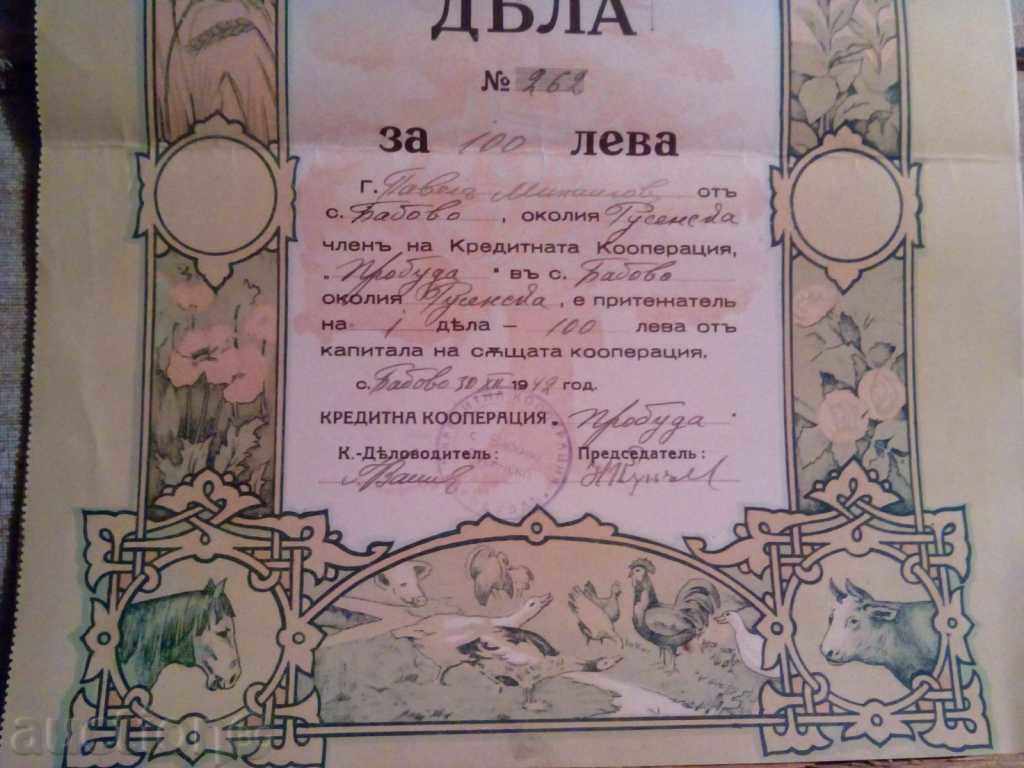 ДѢЛА
№ 262
за 100 лева
г. Павелъ Михаиловъ отъ
с. Бабово, околия Русенска
членъ на Кредитната Кооперация,
„Пробуда“ въ с. Бабово
околия Русенска, е притежатель
на 1 дѣла – 100 лева отъ
капитала на сѫщата кооперация.
с. Бабово 30 XII 1942 год.
КРЕДИТНА КООПЕРАЦИЯ „Пробуда“
К.-Дѣловодитель: Председатель: